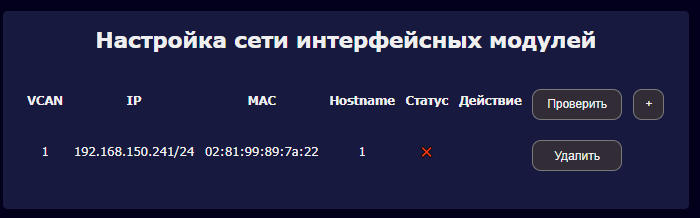 Настройка сети интерфейсных модулей
VCAN IP MAC Hostname Статус Действие Проверить +
1 192.168.150.241/24 02:81:99:89:7a:22 1 Удалить